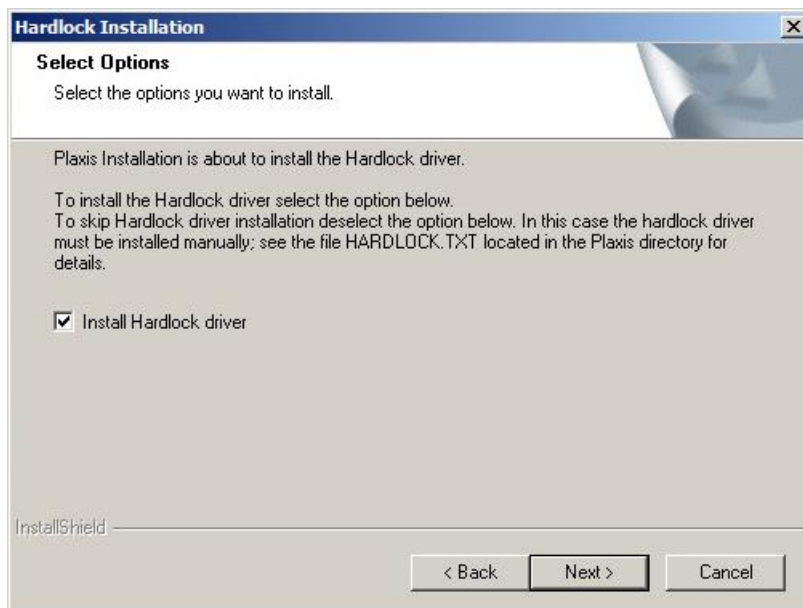 Hardlock Installation
Select Options
Select the options you want to install.
Plaxis Installation is about to install the Hardlock driver.
To install the Hardlock driver select the option below.
To skip Hardlock driver installation deselect the option below. In this case the hardlock driver
must be installed manually; see the file HARDLOCK.TXT located in the Plaxis directory for
details.
Install Hardlock driver
InstallShield
< Back
Next >
Cancel